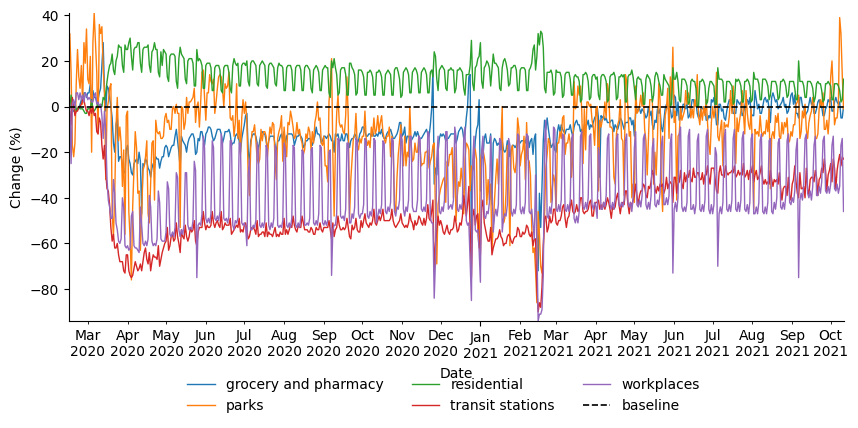 Change (%)
40
20
0
−20
−40
−60
−80
Mar Apr May Jun Jul Aug Sep Oct Nov Dec Jan Feb Mar Apr May Jun Jul Aug Sep Oct
2020 2020 2020 2020 2020 2020 2020 2020 2020 2020 2021 2021 2021 2021 2021 2021 2021 2021 2021 2021
Date
grocery and pharmacy residential workplaces
parks transit stations baseline